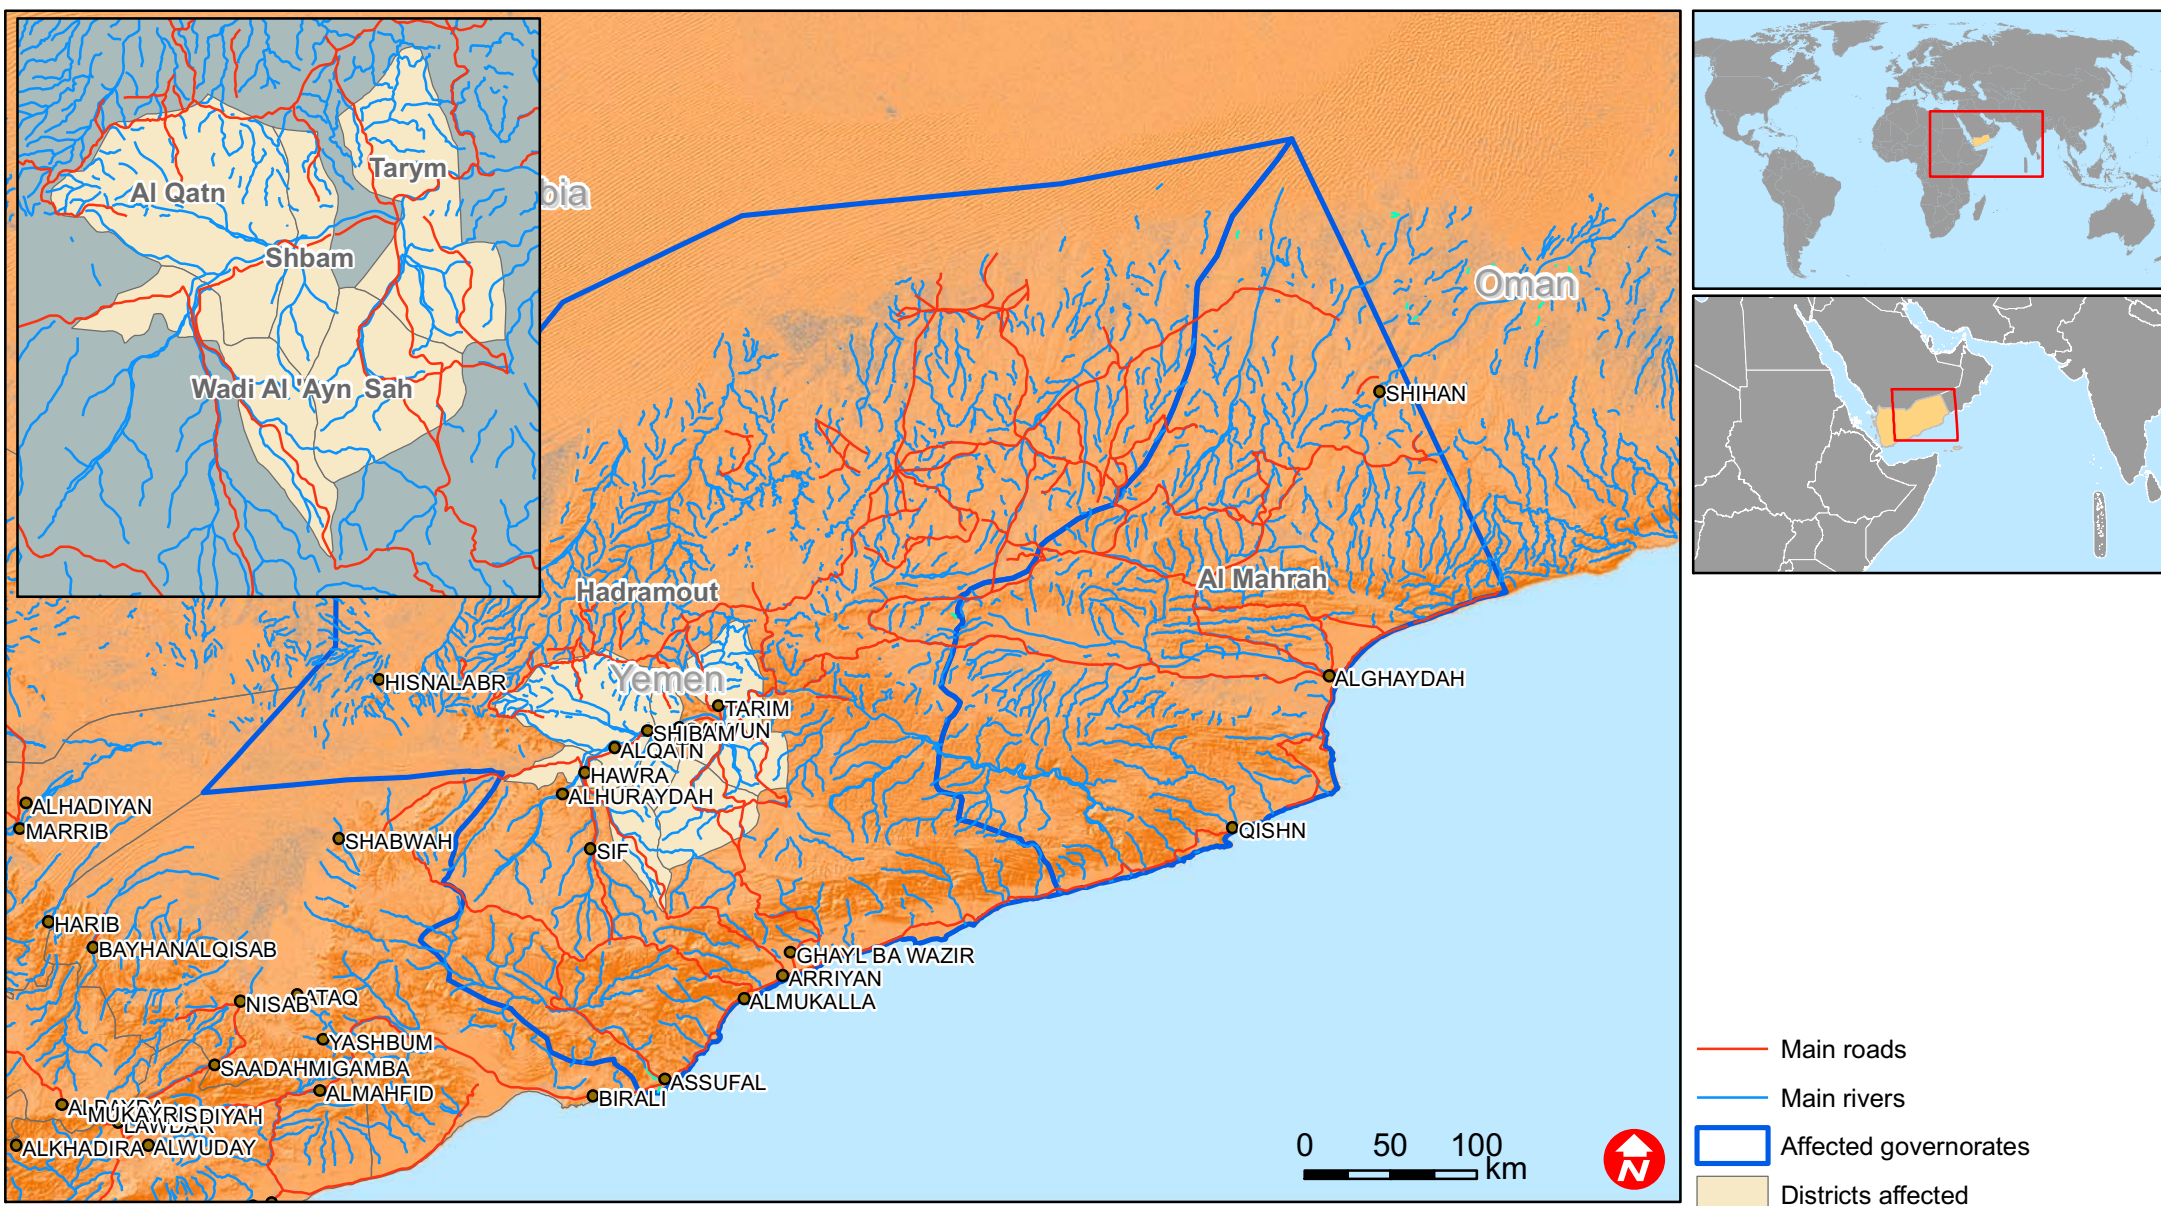 Tarym
Al Qatn
Shbam
Wadi Al 'Ayn
Sah
bia
Oman
SHIHAN
Hadramout
Al Mahrah
Yemen
HISNALABR
ALGHAYDAH
TARIM
SHIBAM
UN
ALQATN
HAWRA
ALHURAYDAH
ALHADIYAN
MARRIB
SHABWAH
QISHN
SIF
HARIB
BAYHANALQISAB
GHAYL BA WAZIR
ARRIYAN
ALMUKALLA
NISAB
ATAQ
YASHBUM
SAADAHMIGAMBA
ALMAHFID
ASSUFAL
BIRALI
MUKAYRIS
DIYAH
LAWDAR
ALKHADIRA
ALWUDAY
0 50 100
km
N
Main roads
Main rivers
Affected governorates
Districts affected